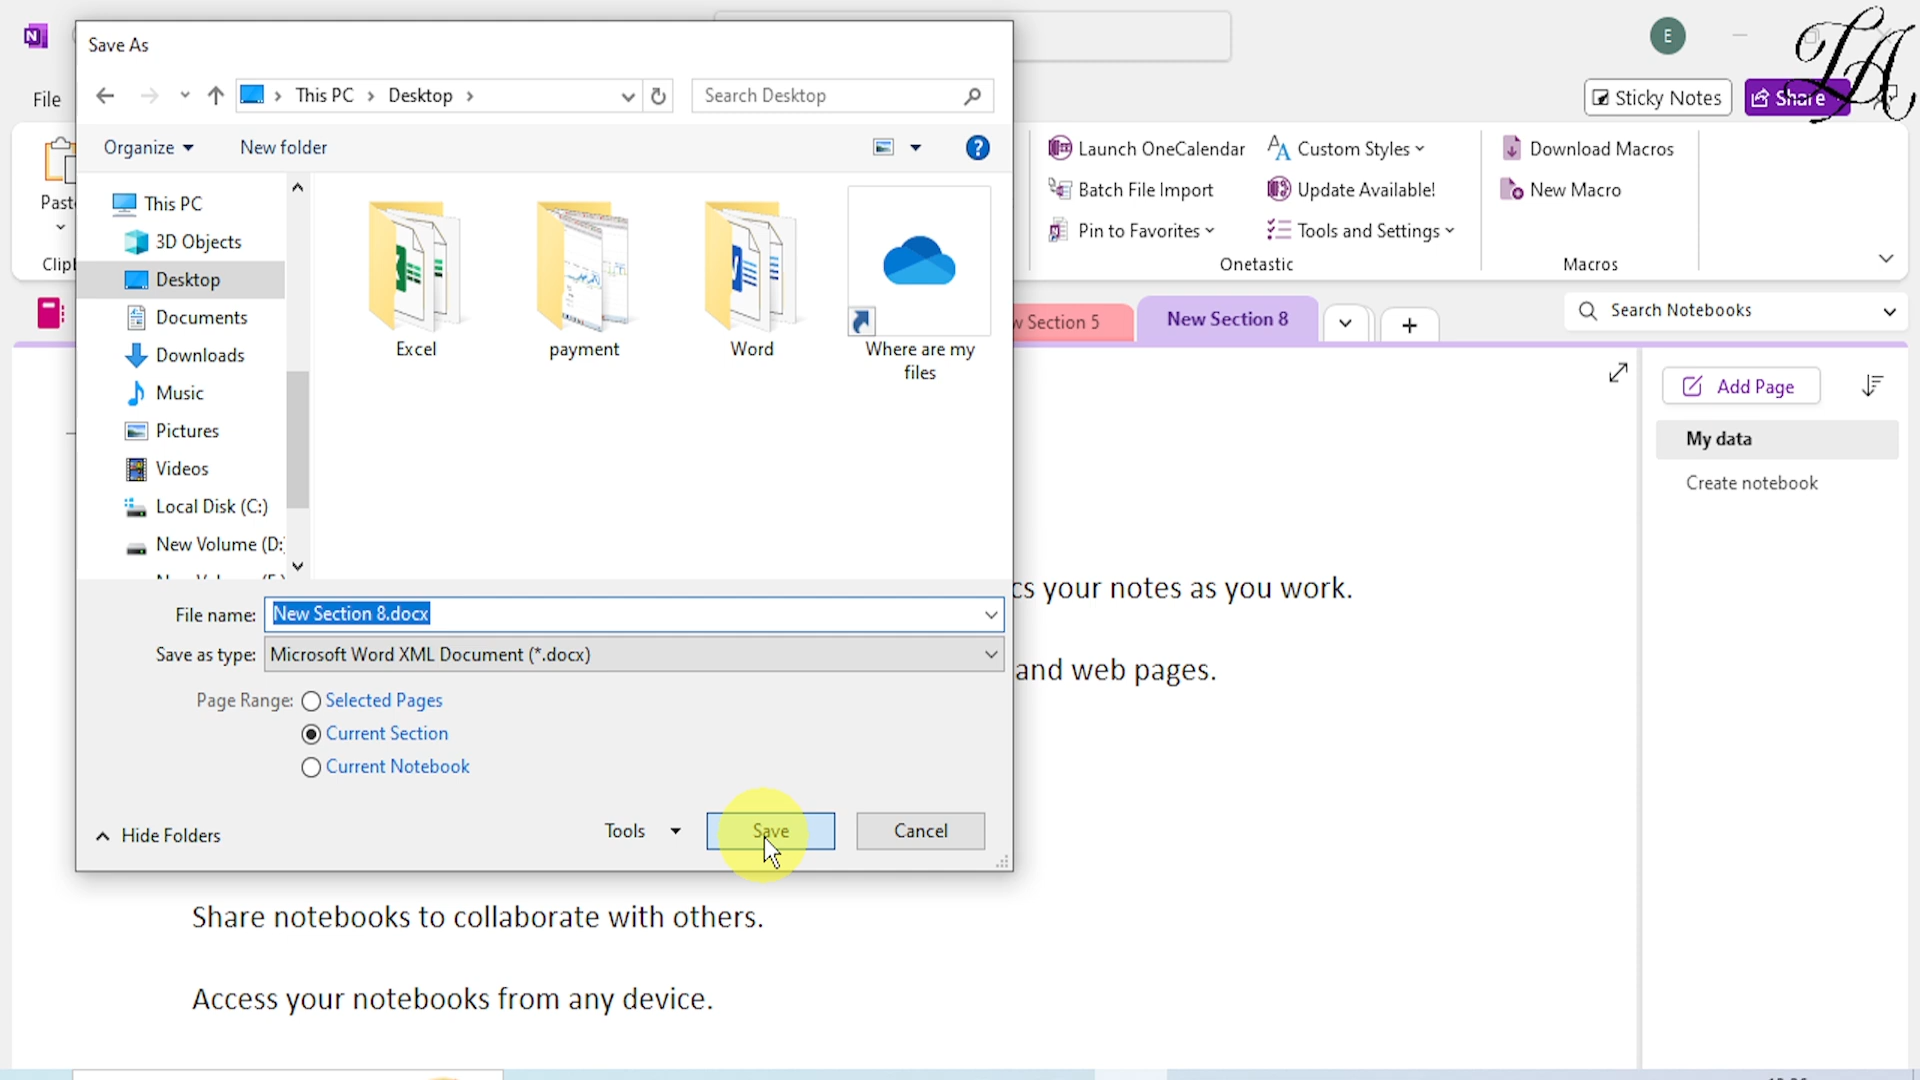 Save As
This PC > Desktop >
Search Desktop
Organize
New folder
This PC
3D Objects
Desktop
Documents
Downloads
Music
Pictures
Videos
Local Disk (C:)
New Volume (D:
Excel
payment
Word
Where are my
files
File name: New Section 8.docx
Save as type: Microsoft Word XML Document (*.docx)
Page Range: Selected Pages
Current Section
Current Notebook
Hide Folders
Tools
Save
Cancel
E
LA
File
Sticky Notes
Share
Launch OneCalendar
Custom Styles
Download Macros
Batch File Import
Update Available!
New Macro
Pin to Favorites
Tools and Settings
Onetastic
Macros
Section 5
New Section 8
Search Notebooks
Add Page
My data
Create notebook
your notes as you work.
and web pages.
Share notebooks to collaborate with others.
Access your notebooks from any device.